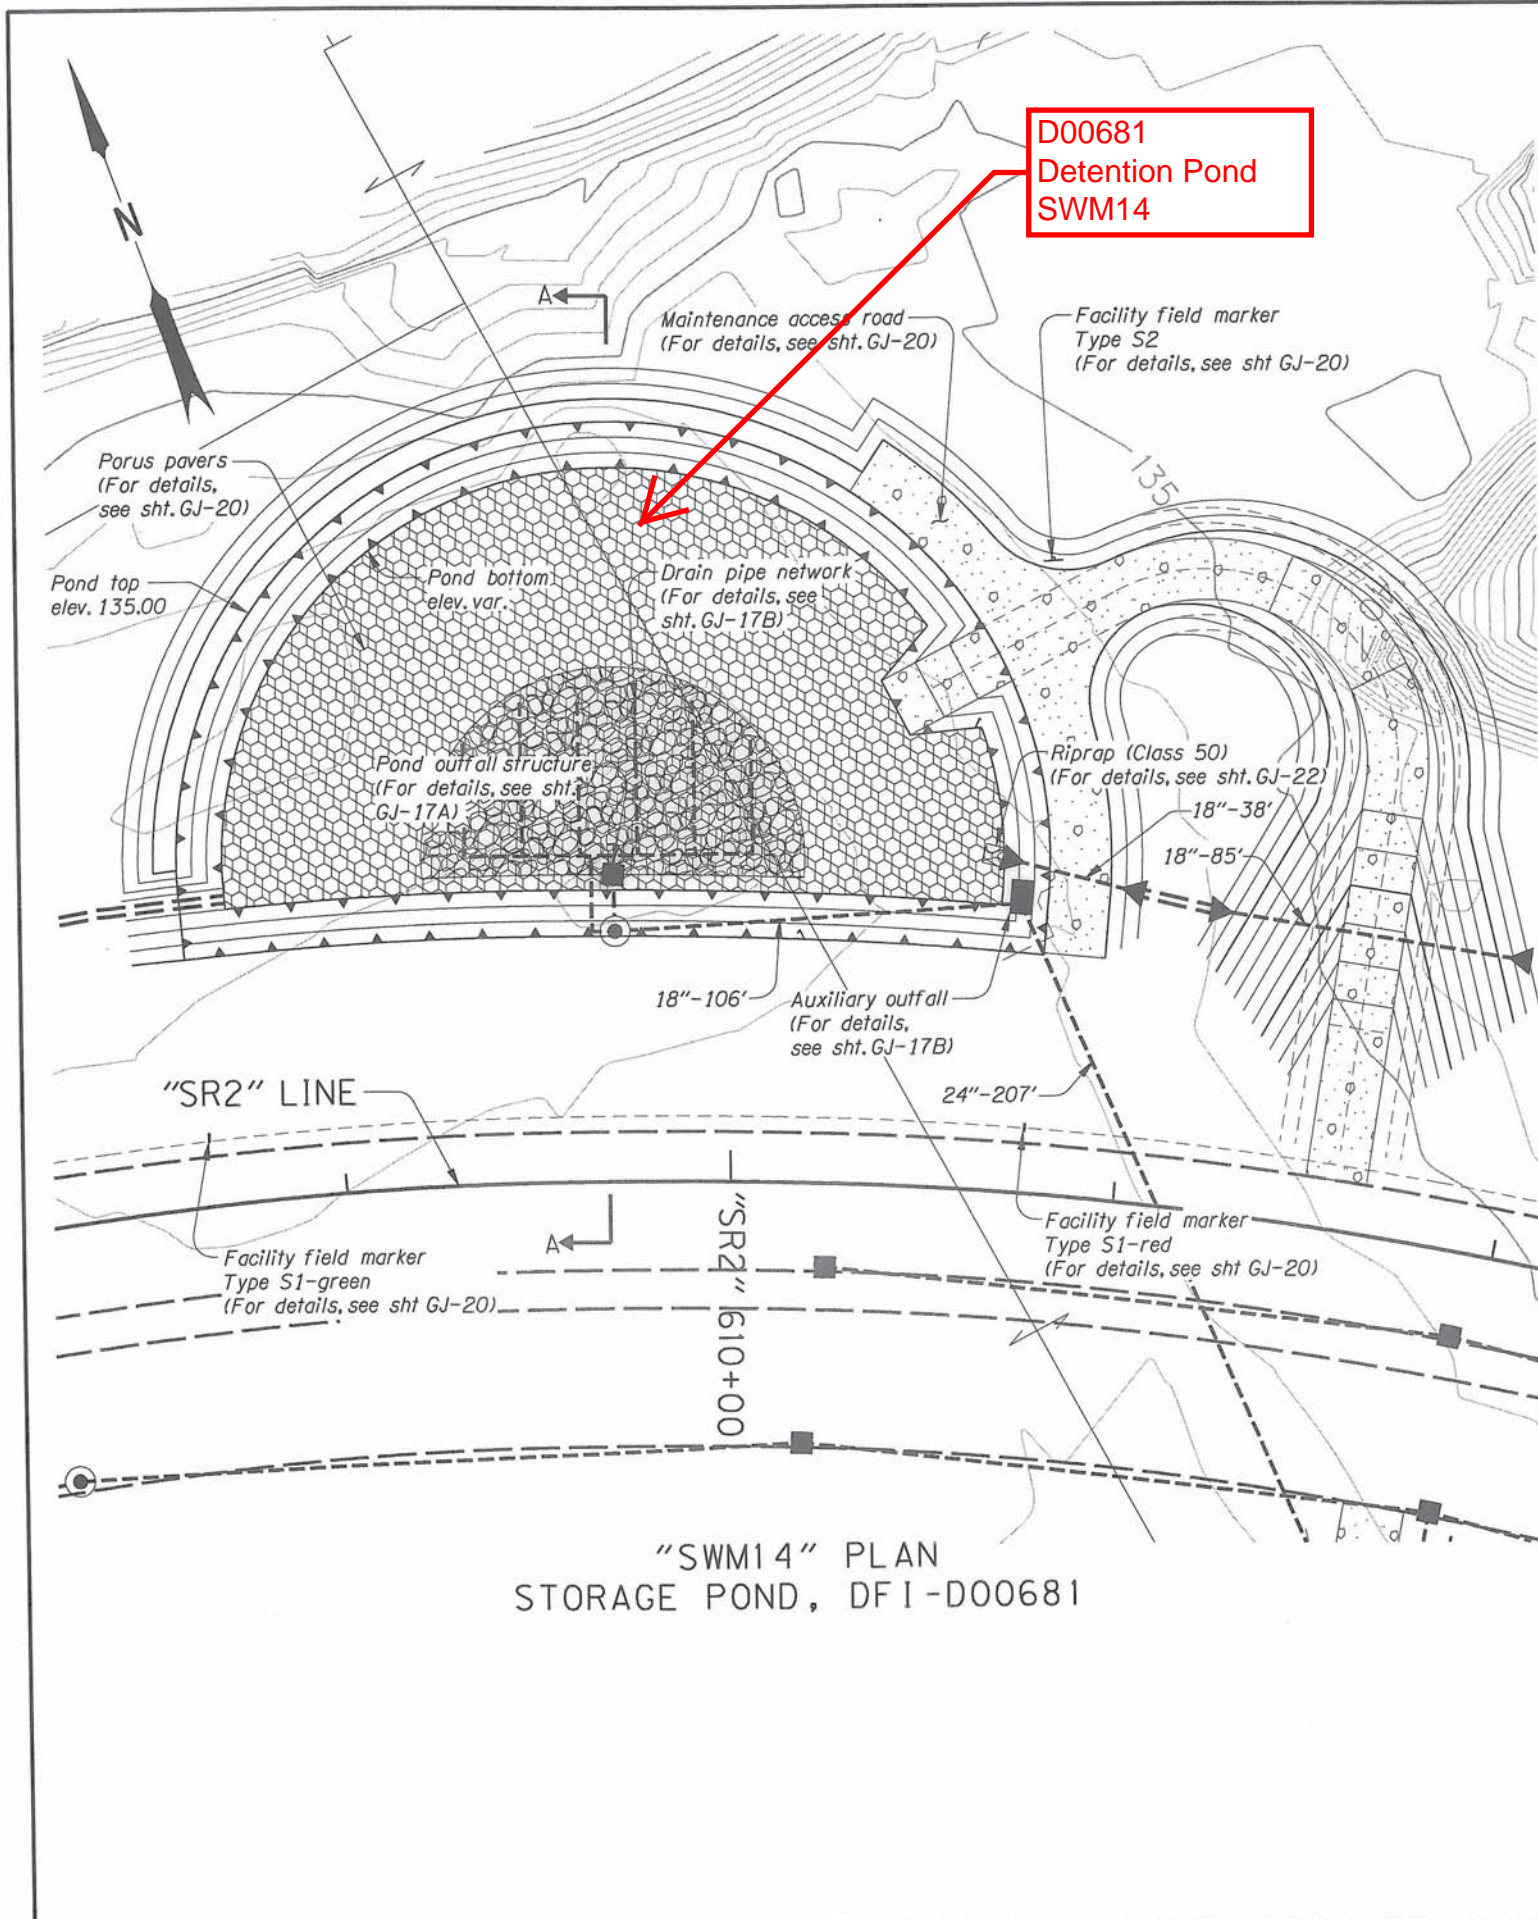 D00681
Detention Pond
SWM14
N
A
Maintenance access road
(For details, see sht. GJ-20)
Facility field marker
Type S2
(For details, see sht GJ-20)
Porus pavers
(For details,
see sht. GJ-20)
135
Pond top
elev. 135.00
Pond bottom
elev. var.
Drain pipe network
(For details, see
sht. GJ-17B)
Pond outfall structure
(For details, see sht.
GJ-17A)
Riprap (Class 50)
(For details, see sht. GJ-22)
18"-38'
18"-85'
18"-106'
Auxiliary outfall
(For details,
see sht. GJ-17B)
24"-207'
"SR2" LINE
A
"SR2" 610+00
Facility field marker
Type S1-green
(For details, see sht GJ-20)
Facility field marker
Type S1-red
(For details, see sht GJ-20)
"SWM14" PLAN
STORAGE POND, DFI-D00681